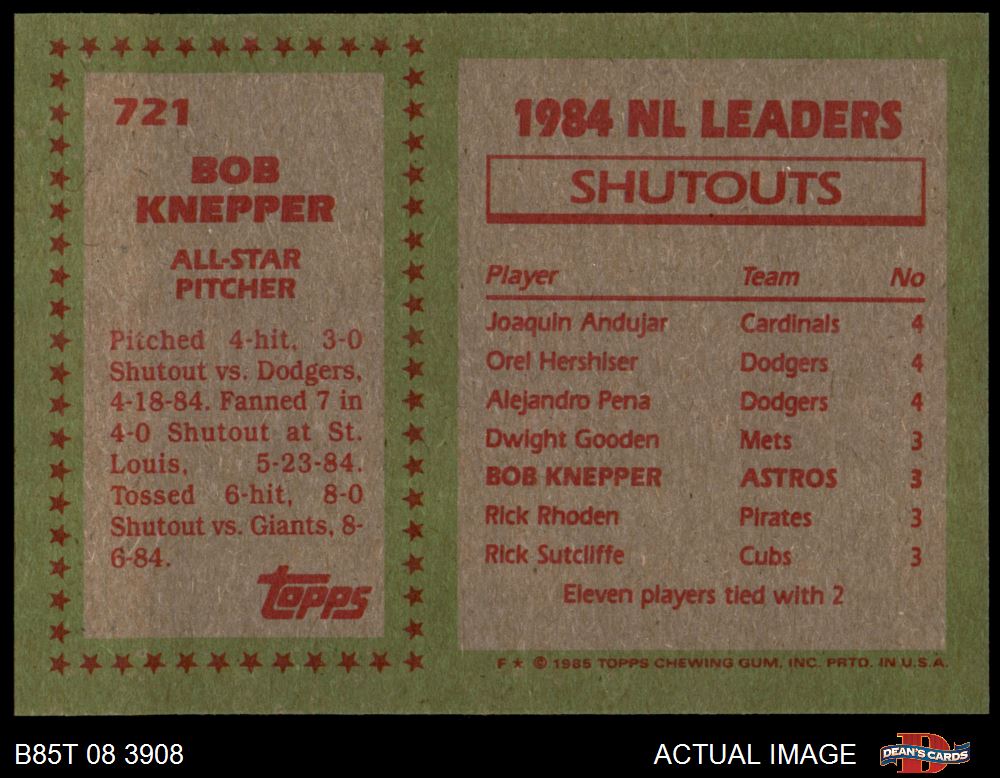 721
BOB
KNEPPER
ALL-STAR
PITCHER
Pitched 4-hit, 3-0
Shutout vs. Dodgers,
4-18-84. Fanned 7 in
4-0 Shutout at St.
Louis, 5-23-84.
Tossed 6-hit, 8-0
Shutout vs. Giants, 8-
6-84.
topps
1984 NL LEADERS
SHUTOUTS
Player Team No
Joaquin Andujar Cardinals 4
Orel Hershiser Dodgers 4
Alejandro Pena Dodgers 4
Dwight Gooden Mets 3
BOB KNEPPER ASTROS 3
Rick Rhoden Pirates 3
Rick Sutcliffe Cubs 3
Eleven players tied with 2
F ★ © 1985 TOPPS CHEWING GUM, INC. PRTD. IN U.S.A.
B85T 08 3908
ACTUAL IMAGE
DEAN'S CARDS